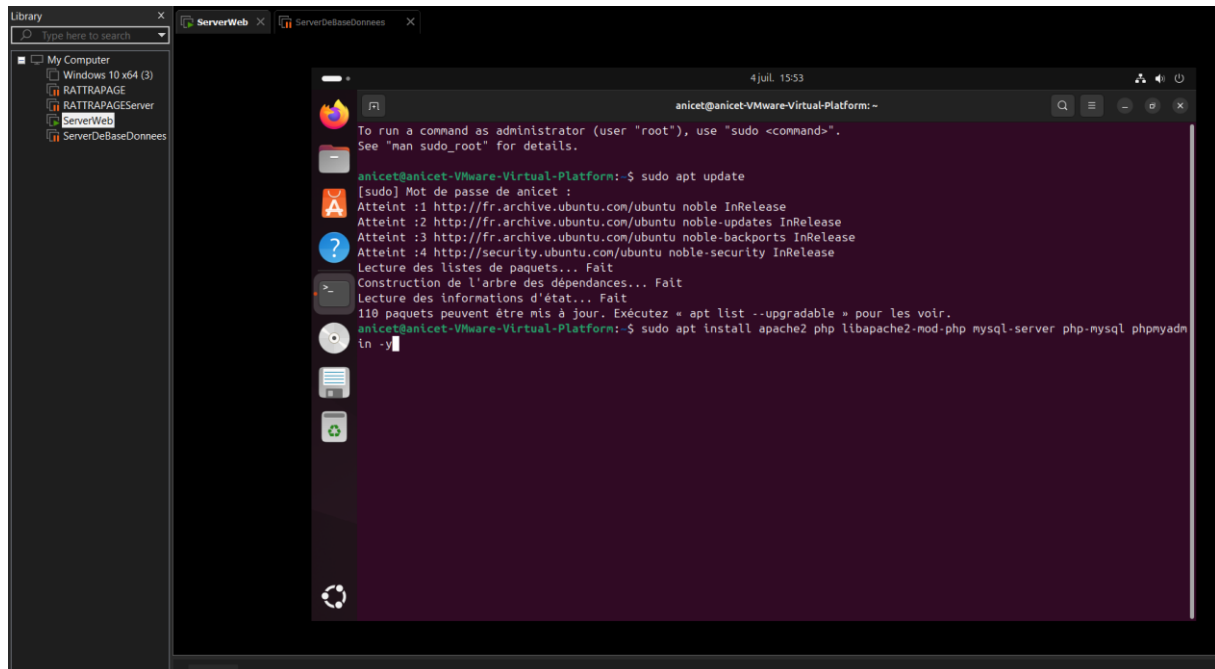 Library X
Type here to search
My Computer
Windows 10 x64 (3)
RATTRAPAGE
RATTRAPAGEServer
ServerWeb
ServerDeBaseDonnees
ServerWeb X ServerDeBaseDonnees X
4 juil. 15:53
anicet@anicet-VMware-Virtual-Platform: ~
To run a command as administrator (user "root"), use "sudo <command>".
See "man sudo_root" for details.
anicet@anicet-VMware-Virtual-Platform:~$ sudo apt update
[sudo] Mot de passe de anicet :
Atteint :1 http://fr.archive.ubuntu.com/ubuntu noble InRelease
Atteint :2 http://fr.archive.ubuntu.com/ubuntu noble-updates InRelease
Atteint :3 http://fr.archive.ubuntu.com/ubuntu noble-backports InRelease
Atteint :4 http://security.ubuntu.com/ubuntu noble-security InRelease
Lecture des listes de paquets... Fait
Construction de l'arbre des dépendances... Fait
Lecture des informations d'état... Fait
110 paquets peuvent être mis à jour. Exécutez « apt list --upgradable » pour les voir.
anicet@anicet-VMware-Virtual-Platform:~$ sudo apt install apache2 php libapache2-mod-php mysql-server php-mysql phpmyadm
in -y